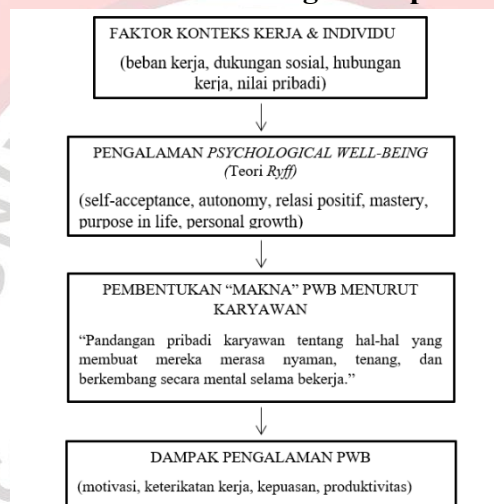 FAKTOR KONTEKS KERJA & INDIVIDU
(beban kerja, dukungan sosial, hubungan
kerja, nilai pribadi)
PENGALAMAN PSYCHOLOGICAL WELL-BEING
(Teori Ryff)
(self-acceptance, autonomy, relasi positif, mastery,
purpose in life, personal growth)
PEMBENTUKAN “MAKNA” PWB MENURUT
KARYAWAN
“Pandangan pribadi karyawan tentang hal-hal yang
membuat mereka merasa nyaman, tenang, dan
berkembang secara mental selama bekerja.”
DAMPAK PENGALAMAN PWB
(motivasi, keterikatan kerja, kepuasan, produktivitas)